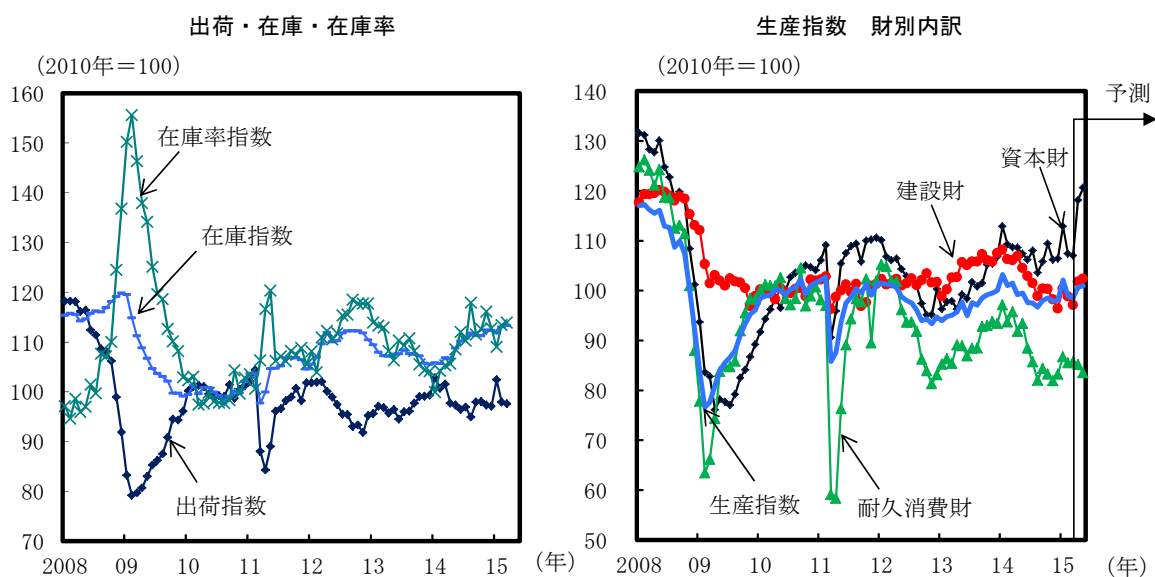 出荷・在庫・在庫率
(2010年＝100)
160
150
140
130
120
110
100
90
80
70
在庫率指数
在庫指数
出荷指数
2008 09 10 11 12 13 14 15 (年)
生産指数　財別内訳
(2010年＝100)
140
130
120
110
100
90
80
70
60
50
予測
資本財
建設財
生産指数
耐久消費財
2008 09 10 11 12 13 14 15 (年)